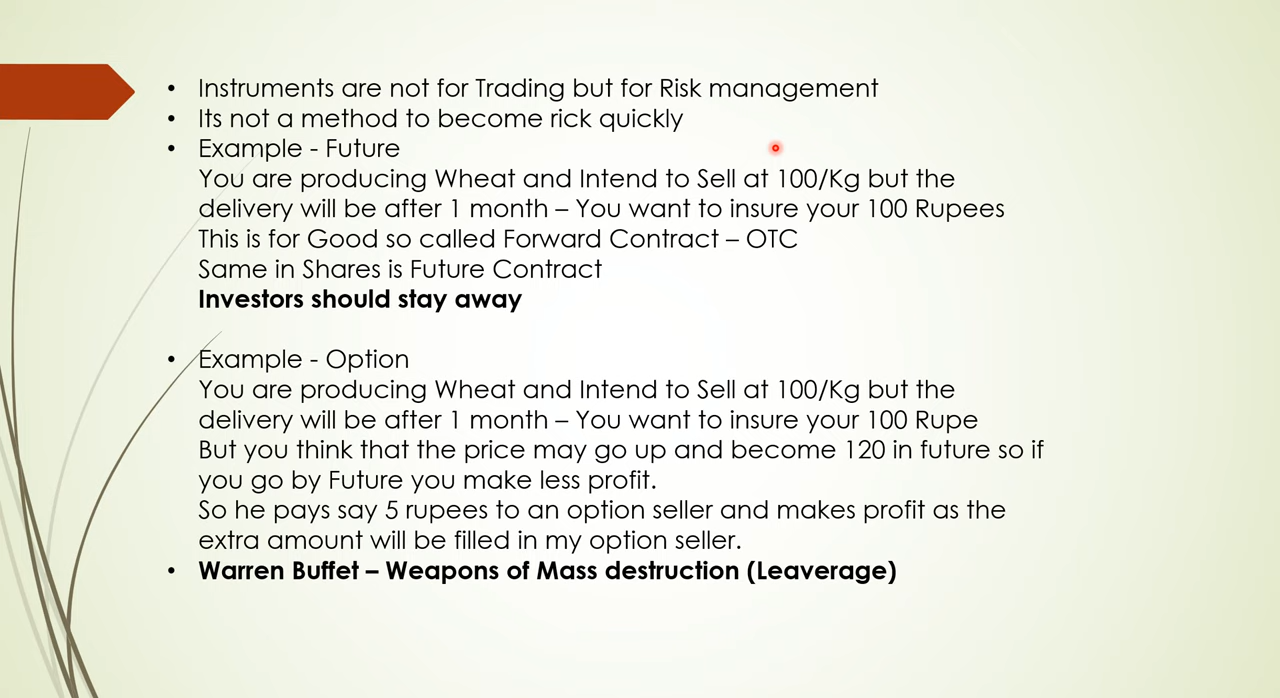 • Instruments are not for Trading but for Risk management
• Its not a method to become rick quickly
• Example - Future
You are producing Wheat and Intend to Sell at 100/Kg but the
delivery will be after 1 month – You want to insure your 100 Rupees
This is for Good so called Forward Contract – OTC
Same in Shares is Future Contract
Investors should stay away
• Example - Option
You are producing Wheat and Intend to Sell at 100/Kg but the
delivery will be after 1 month – You want to insure your 100 Rupe
But you think that the price may go up and become 120 in future so if
you go by Future you make less profit.
So he pays say 5 rupees to an option seller and makes profit as the
extra amount will be filled in my option seller.
• Warren Buffet – Weapons of Mass destruction (Leaverage)